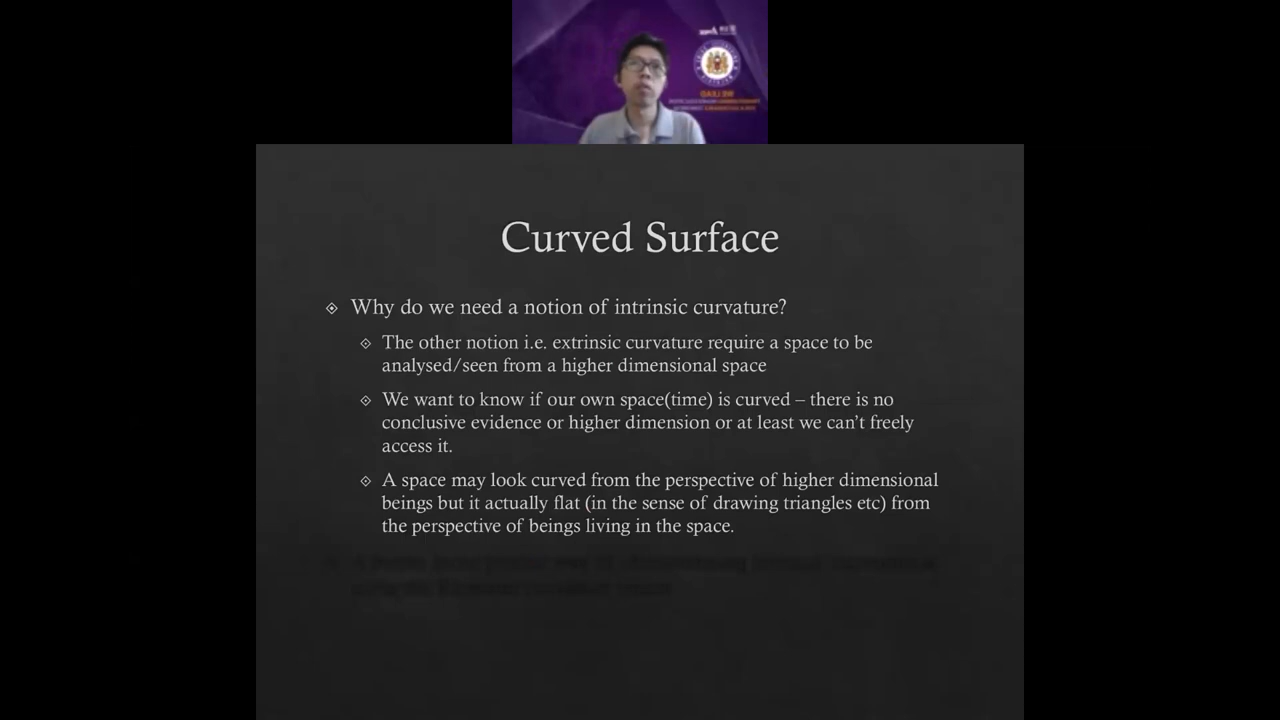 Curved Surface
Why do we need a notion of intrinsic curvature?
The other notion i.e. extrinsic curvature require a space to be
analysed/seen from a higher dimensional space
We want to know if our own space(time) is curved – there is no
conclusive evidence or higher dimension or at least we can't freely
access it.
A space may look curved from the perspective of higher dimensional
beings but it actually flat (in the sense of drawing triangles etc) from
the perspective of beings living in the space.